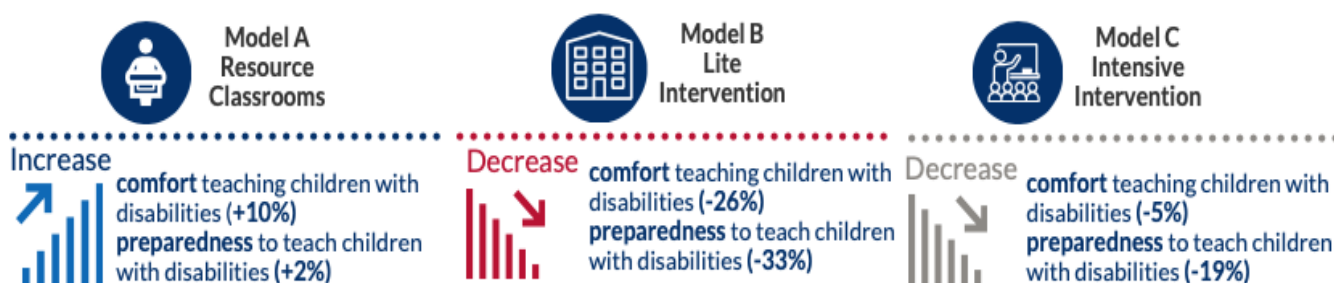 Model A
Resource
Classrooms
Increase
comfort teaching children with
disabilities (+10%)
preparedness to teach children
with disabilities (+2%)
Model B
Lite
Intervention
Decrease
comfort teaching children with
disabilities (-26%)
preparedness to teach children
with disabilities (-33%)
Model C
Intensive
Intervention
Decrease
comfort teaching children with
disabilities (-5%)
preparedness to teach children
with disabilities (-19%)